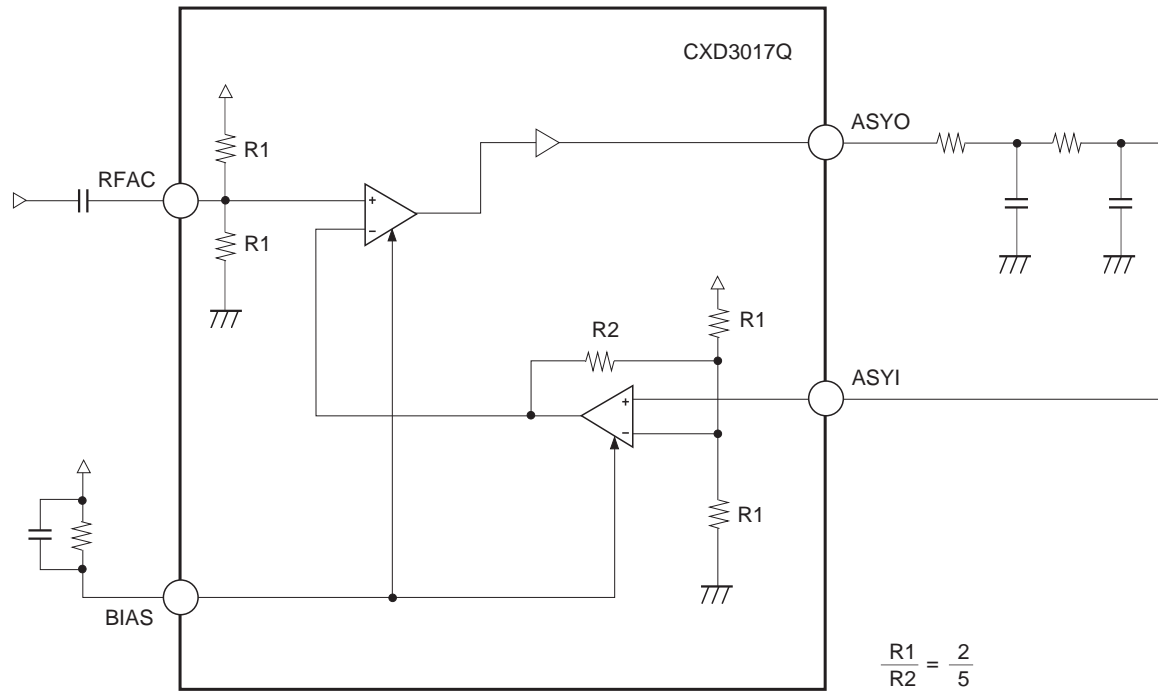 CXD3017Q
ASYO
R1
RFAC
+
−
R1
R1
R2
ASYI
+
−
R1
BIAS
R1
R2
=
2
5